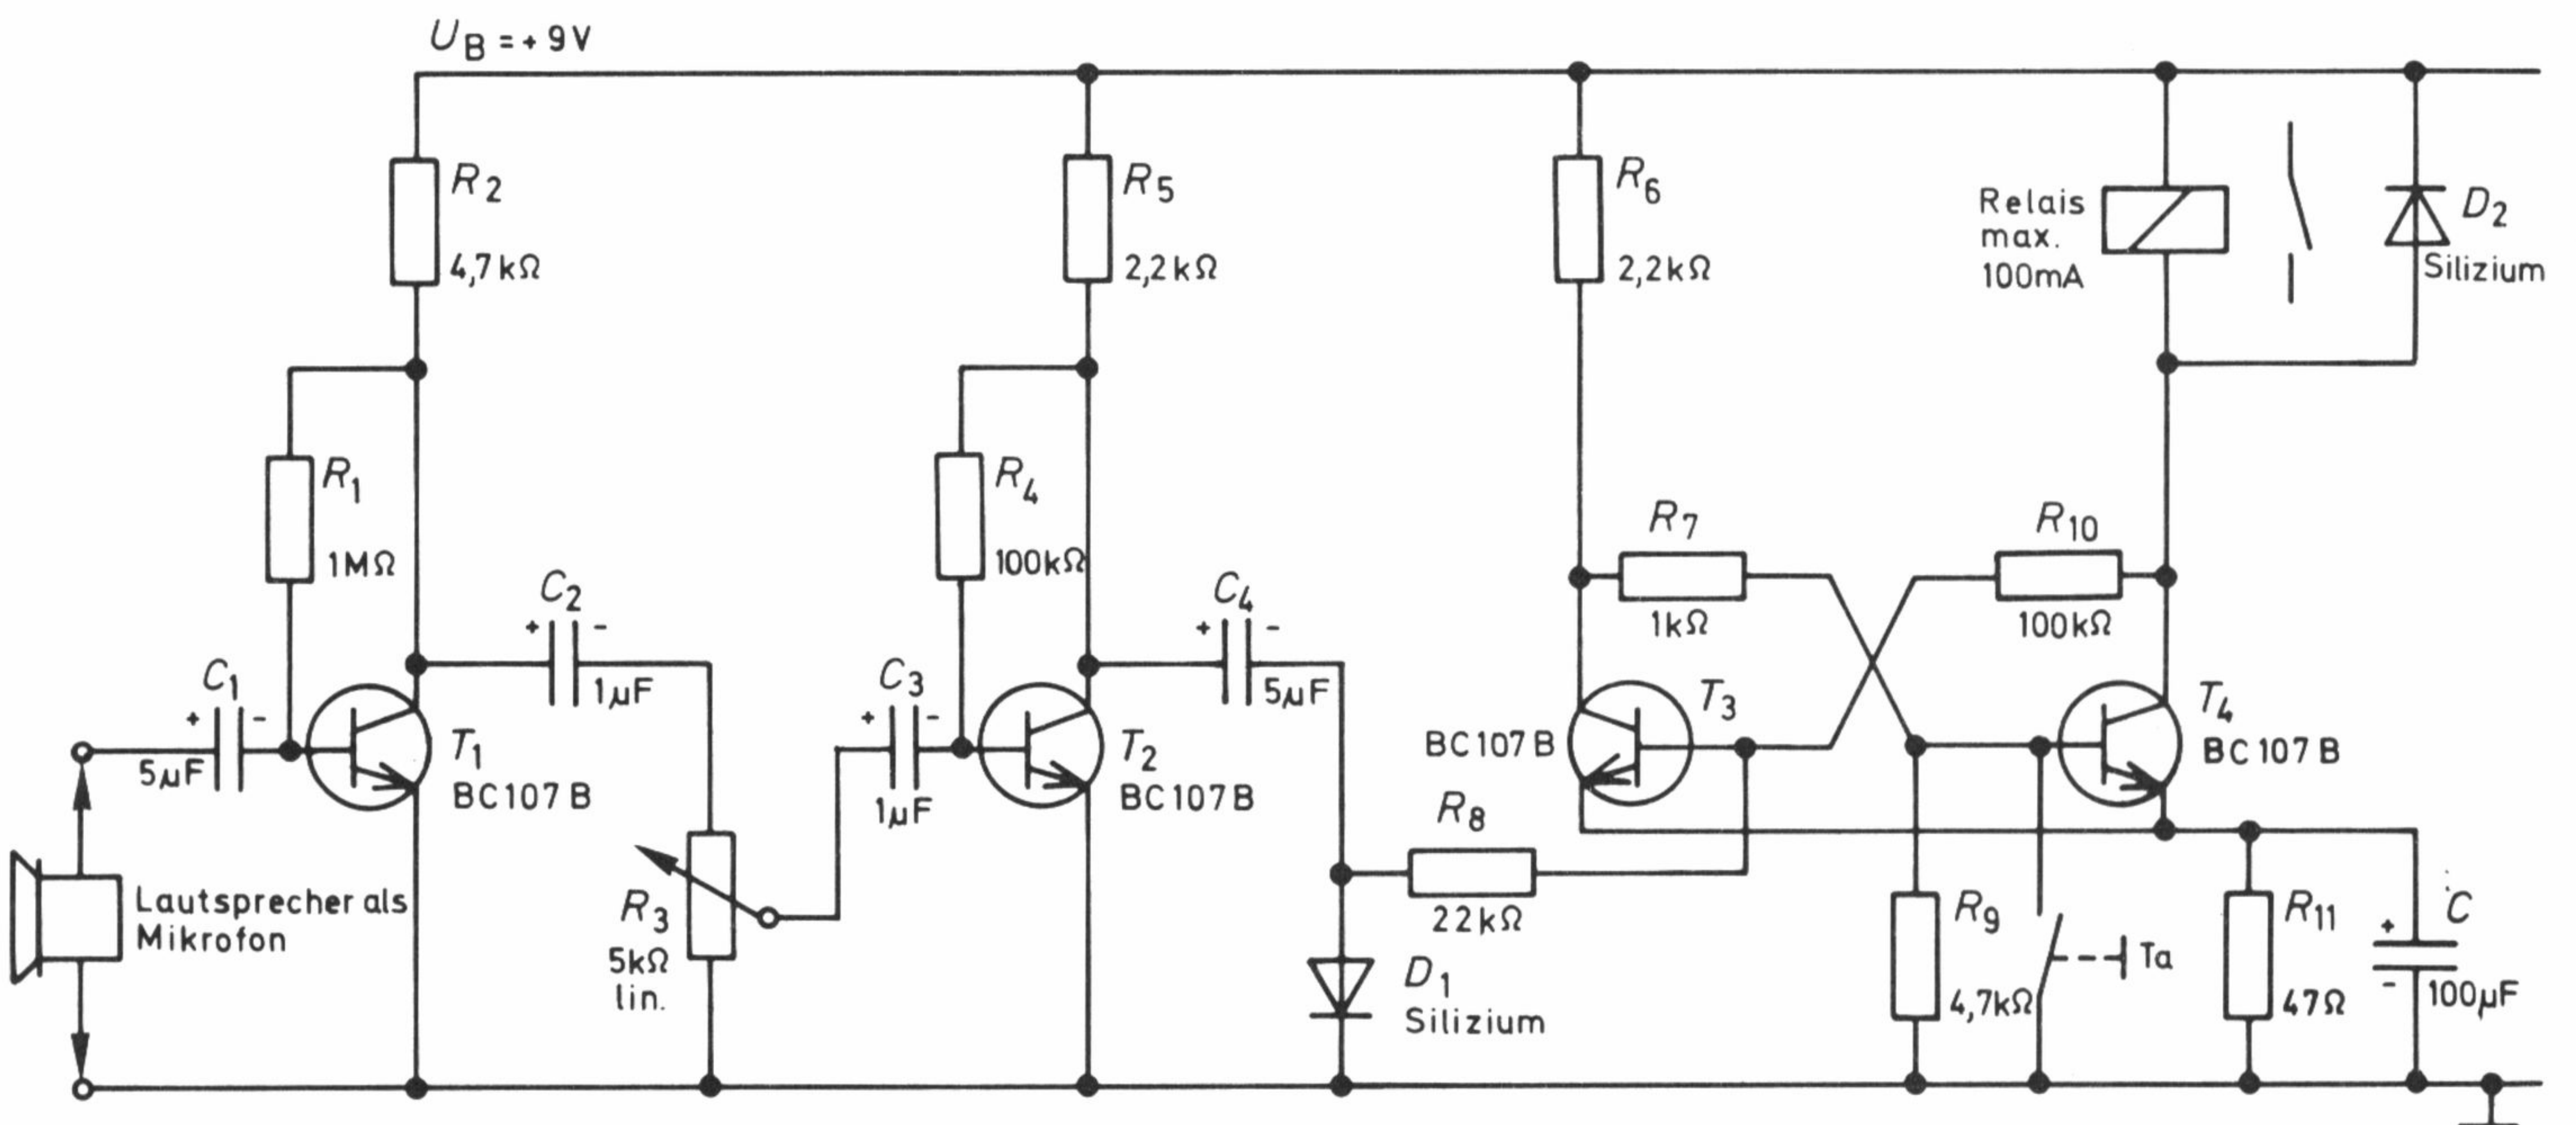 U_B = + 9V
R2
4,7kΩ
R5
2,2kΩ
R6
2,2kΩ
Relais
max.
100mA
D2
Silizium
R1
1MΩ
R4
100kΩ
R7
1kΩ
R10
100kΩ
C2
+ -
1µF
C4
+ -
5µF
C1
+ -
5µF
T1
BC107B
C3
+ -
1µF
T2
BC107B
BC107B
T3
T4
BC107B
R8
22kΩ
Lautsprecher als
Mikrofon
R3
5kΩ
lin.
D1
Silizium
R9
4,7kΩ
Ta
R11
47Ω
C
+
-
100µF